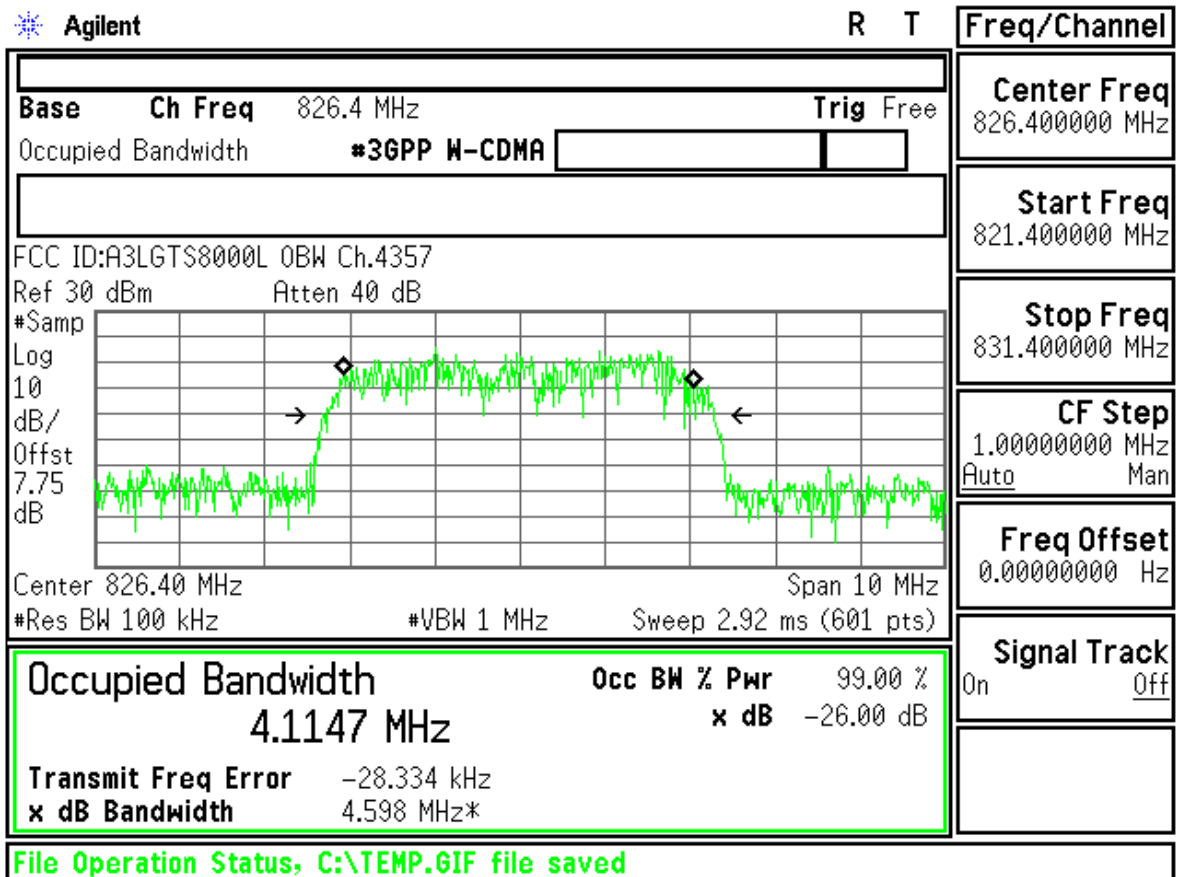 Agilent R T
Freq/Channel
Base Ch Freq 826.4 MHz Trig Free
Occupied Bandwidth #3GPP W-CDMA
FCC ID:A3LGTS8000L OBW Ch.4357
Ref 30 dBm Atten 40 dB
#Samp
Log
10
dB/
Offst
7.75
dB
Center 826.40 MHz Span 10 MHz
#Res BW 100 kHz #VBW 1 MHz Sweep 2.92 ms (601 pts)
Occupied Bandwidth
4.1147 MHz
Occ BW % Pwr 99.00 %
x dB -26.00 dB
Transmit Freq Error -28.334 kHz
x dB Bandwidth 4.598 MHz*
Center Freq
826.400000 MHz
Start Freq
821.400000 MHz
Stop Freq
831.400000 MHz
CF Step
1.00000000 MHz
Auto Man
Freq Offset
0.00000000 Hz
Signal Track
On Off
File Operation Status, C:\TEMP.GIF file saved